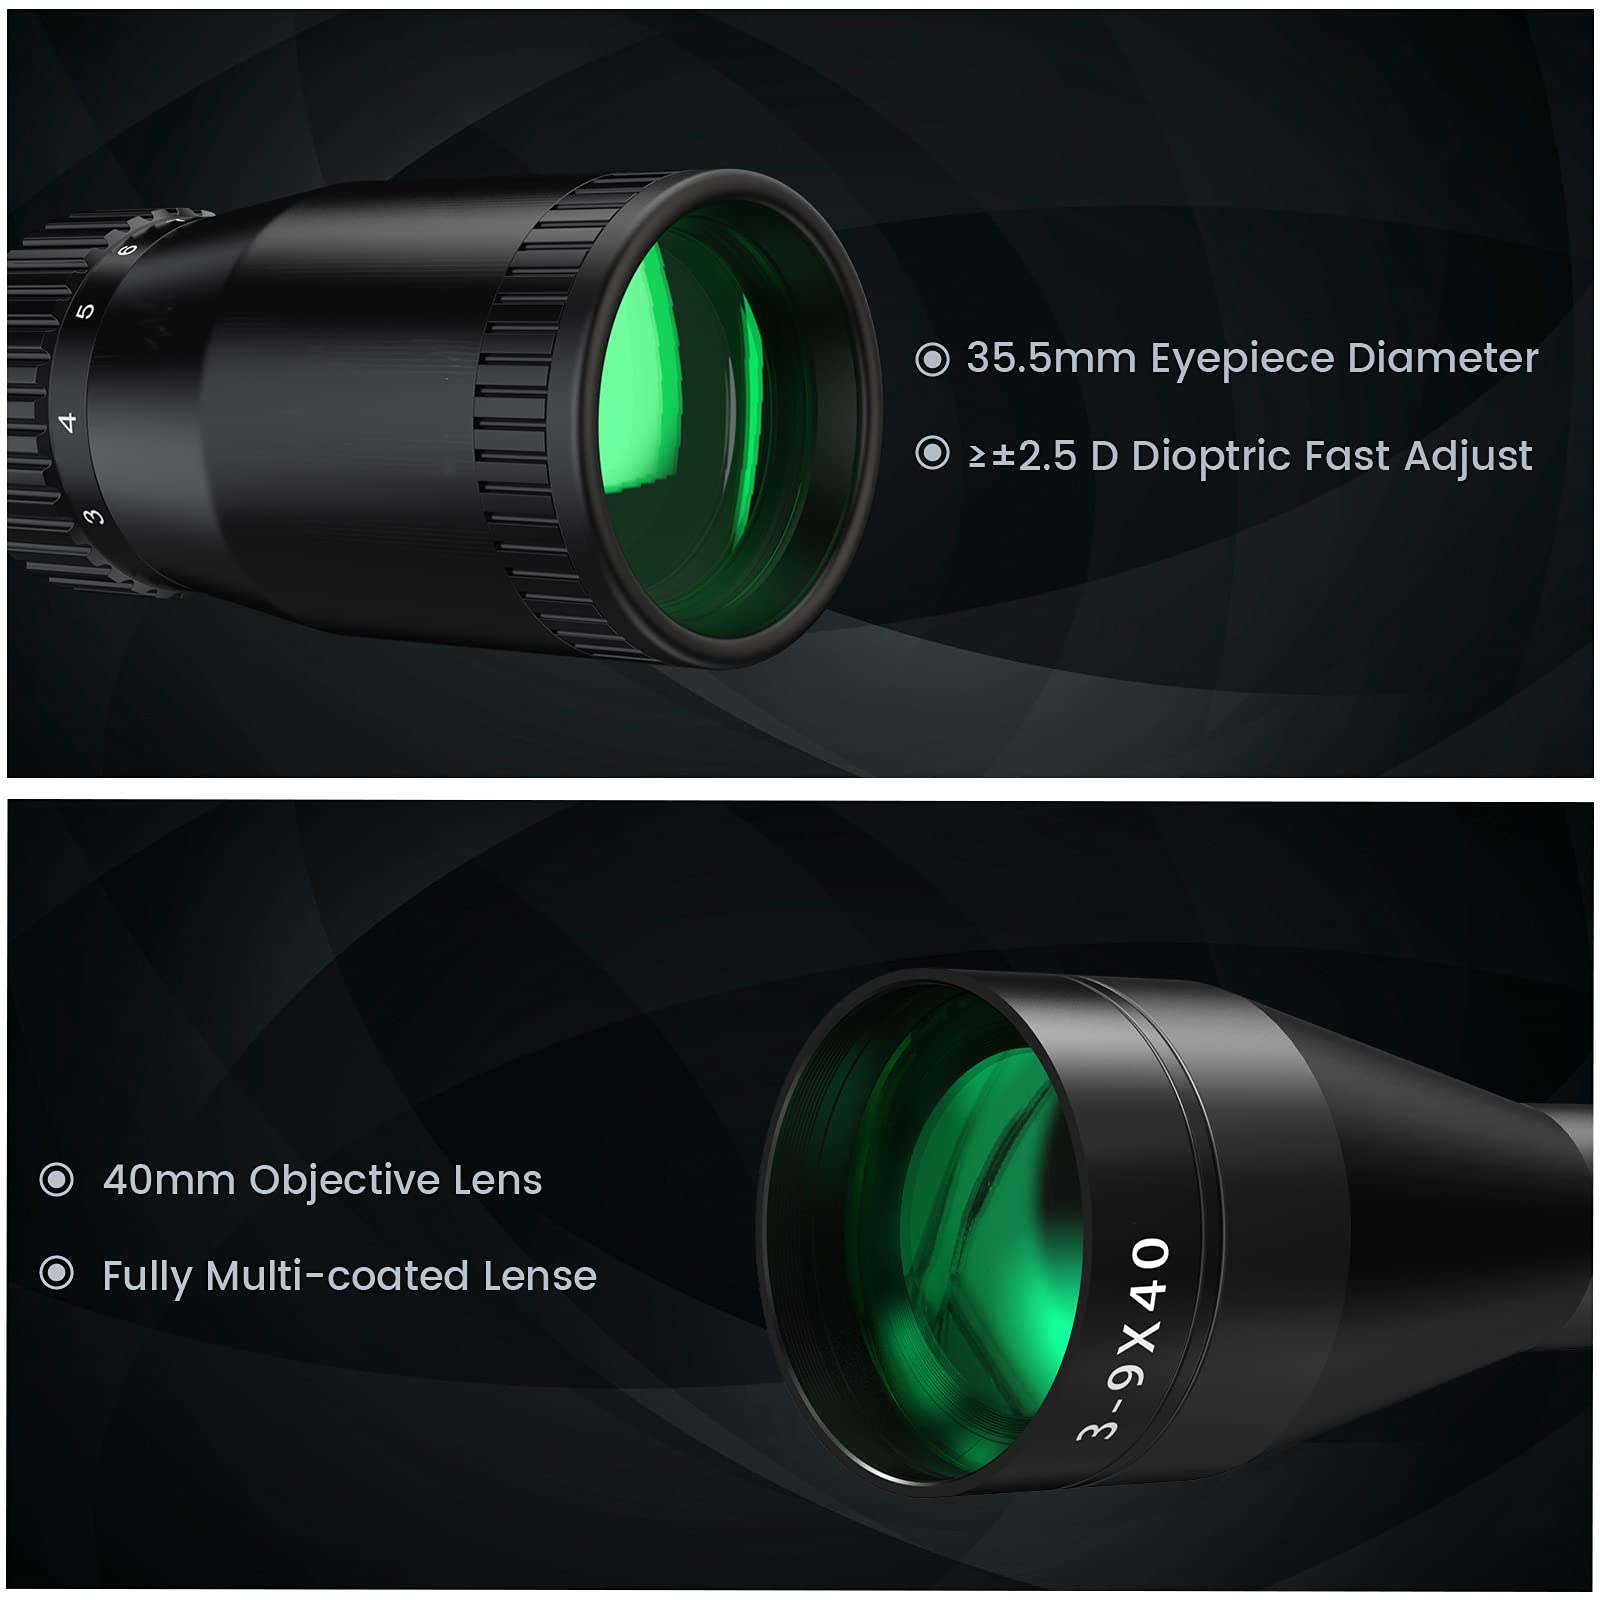 6
5
4
3
35.5mm Eyepiece Diameter
≥±2.5 D Dioptric Fast Adjust
40mm Objective Lens
Fully Multi-coated Lense
3-9X40